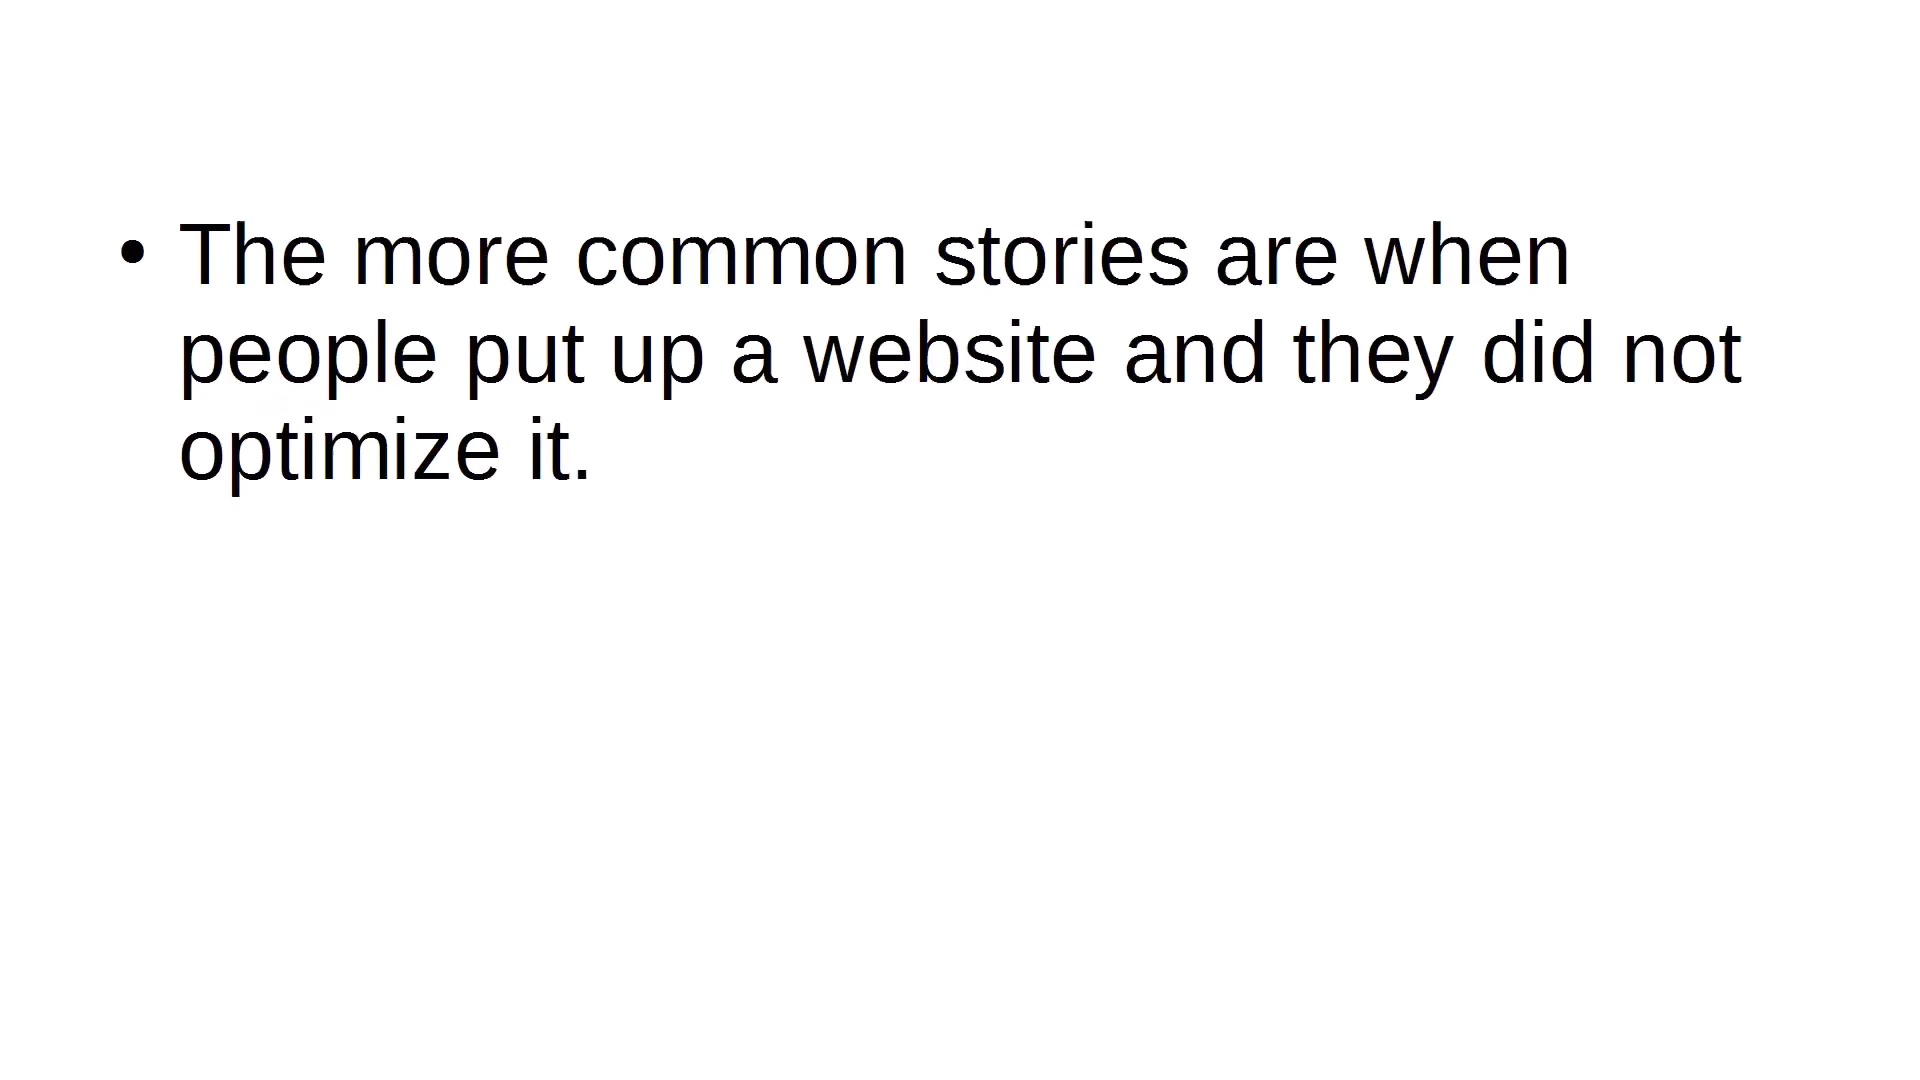 • The more common stories are when
people put up a website and they did not
optimize it.